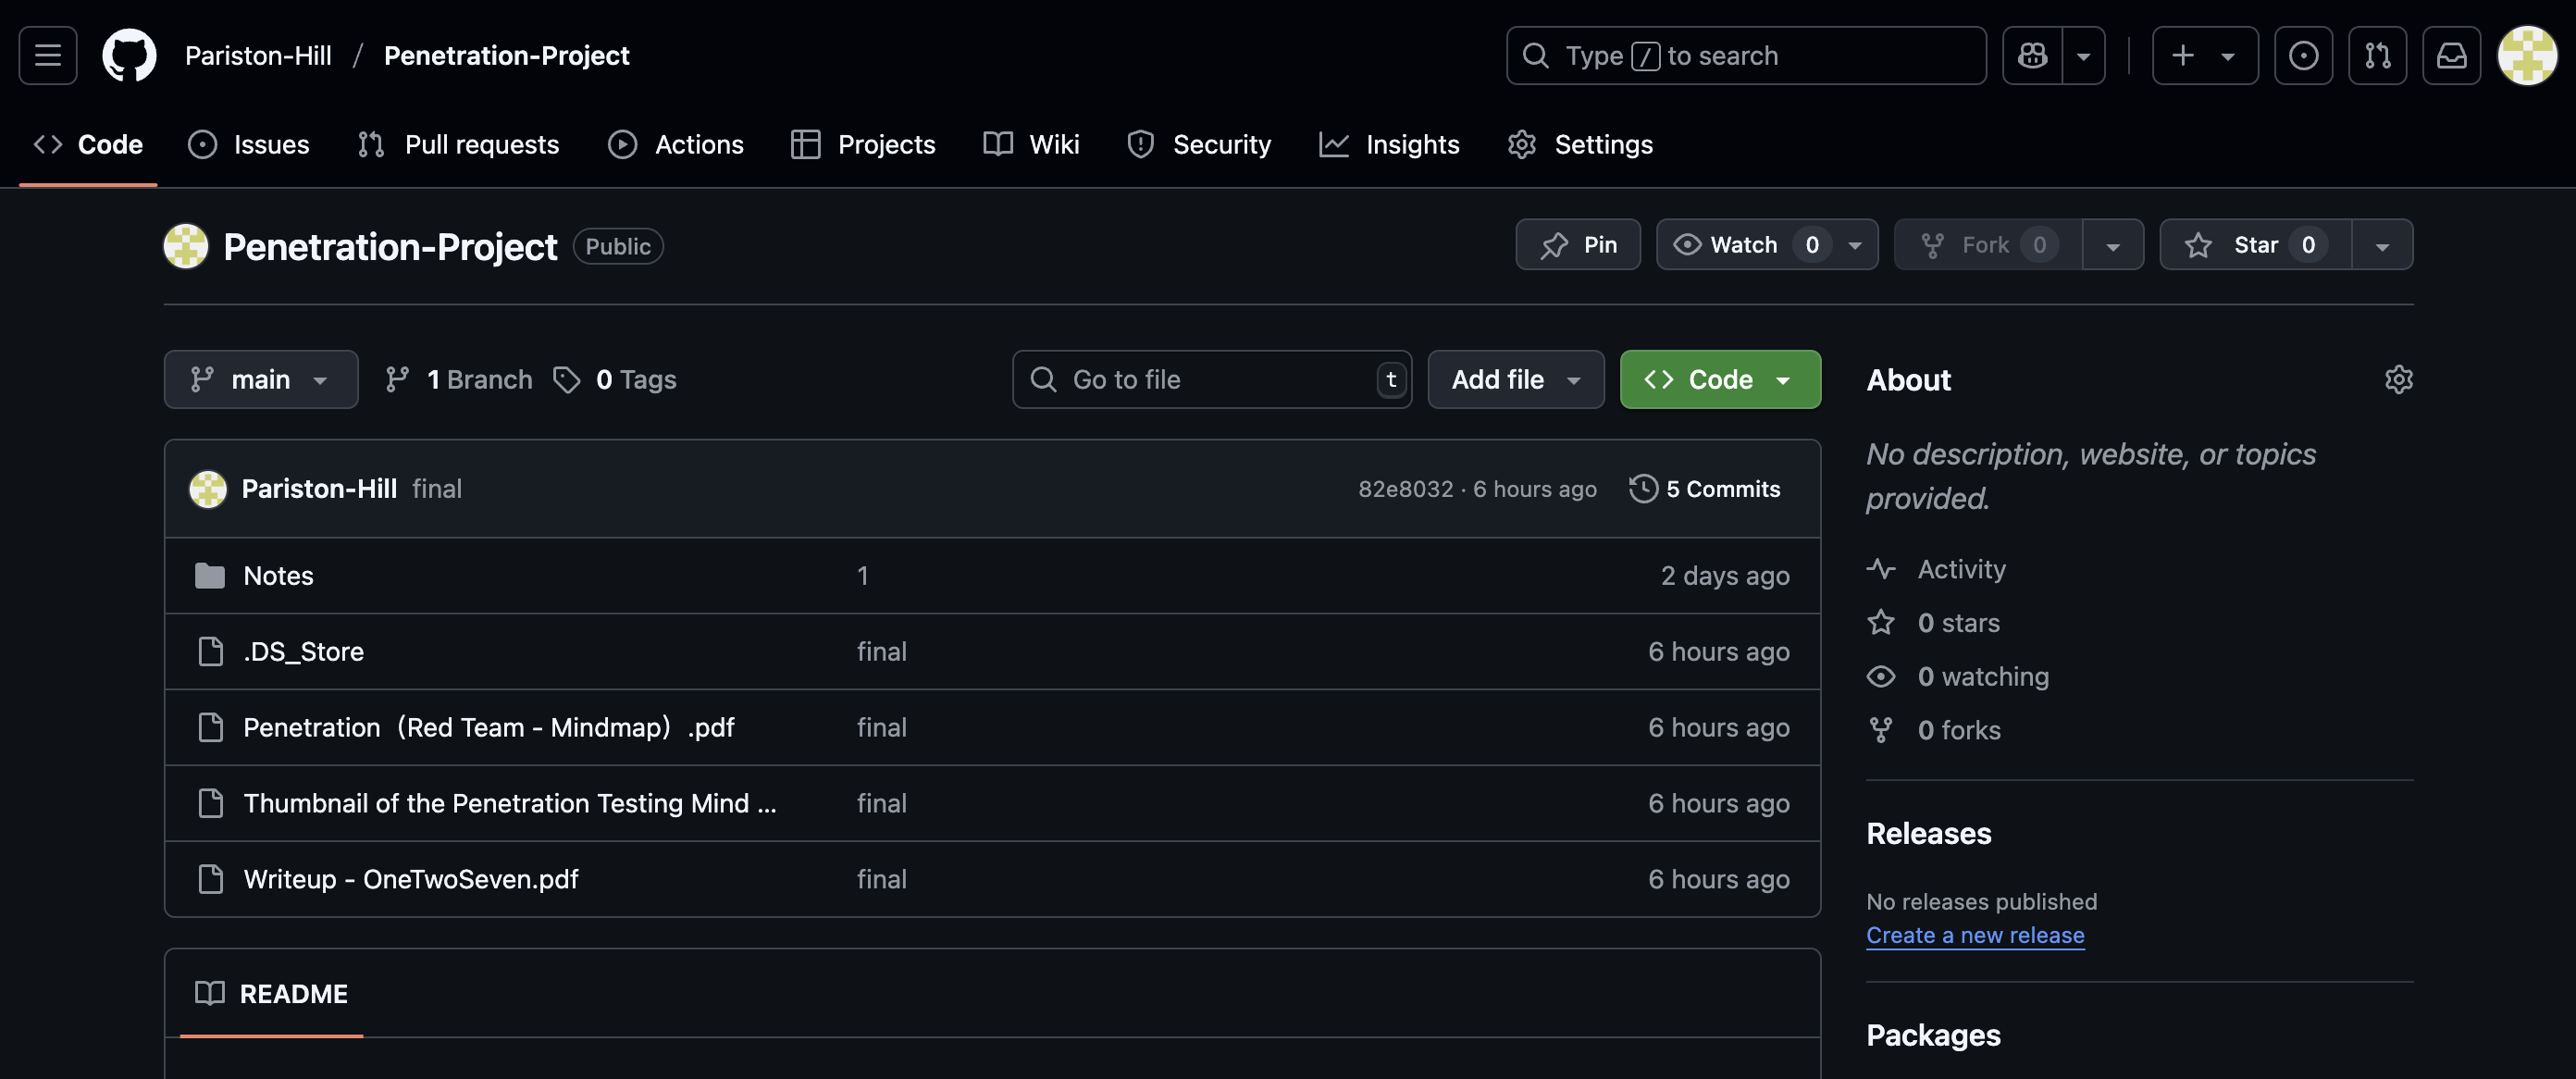 Pariston-Hill / Penetration-Project
Type / to search
Code
Issues
Pull requests
Actions
Projects
Wiki
Security
Insights
Settings
Penetration-Project Public
Pin
Watch 0
Fork 0
Star 0
main
1 Branch
0 Tags
Go to file t
Add file
Code
Pariston-Hill final 82e8032 · 6 hours ago 5 Commits
Notes 1 2 days ago
.DS_Store final 6 hours ago
Penetration（Red Team - Mindmap）.pdf final 6 hours ago
Thumbnail of the Penetration Testing Mind ... final 6 hours ago
Writeup - OneTwoSeven.pdf final 6 hours ago
README
About
No description, website, or topics
provided.
Activity
0 stars
0 watching
0 forks
Releases
No releases published
Create a new release
Packages